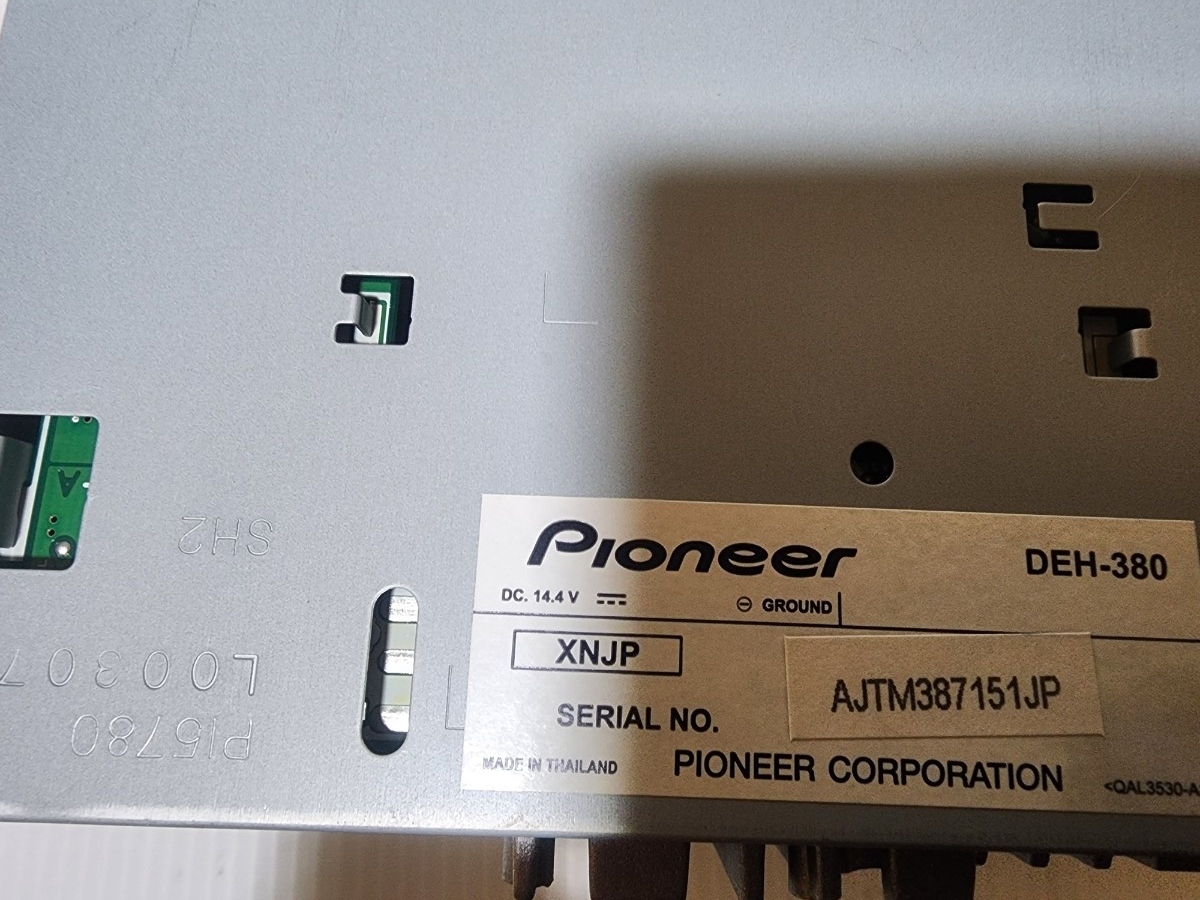 A
SH2
L00307
PI5780
Pioneer
DEH-380
DC. 14.4 V
⊖ GROUND
XNJP
SERIAL NO.
AJTM387151JP
MADE IN THAILAND
PIONEER CORPORATION
<QAL3530-A